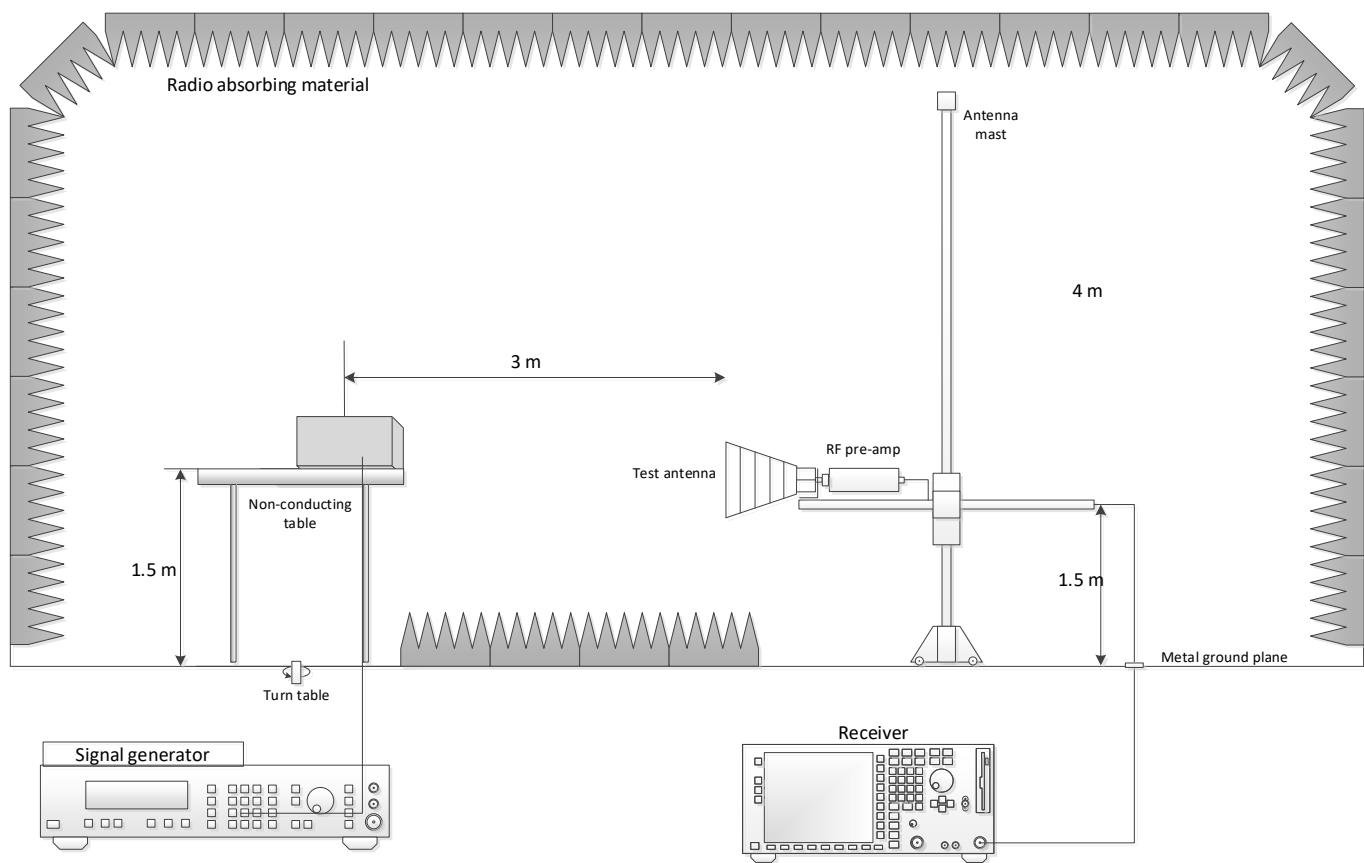 Radio absorbing material
Antenna
mast
4 m
3 m
RF pre-amp
Test antenna
Non-conducting
table
1.5 m
1.5 m
Metal ground plane
Turn table
Signal generator
Receiver